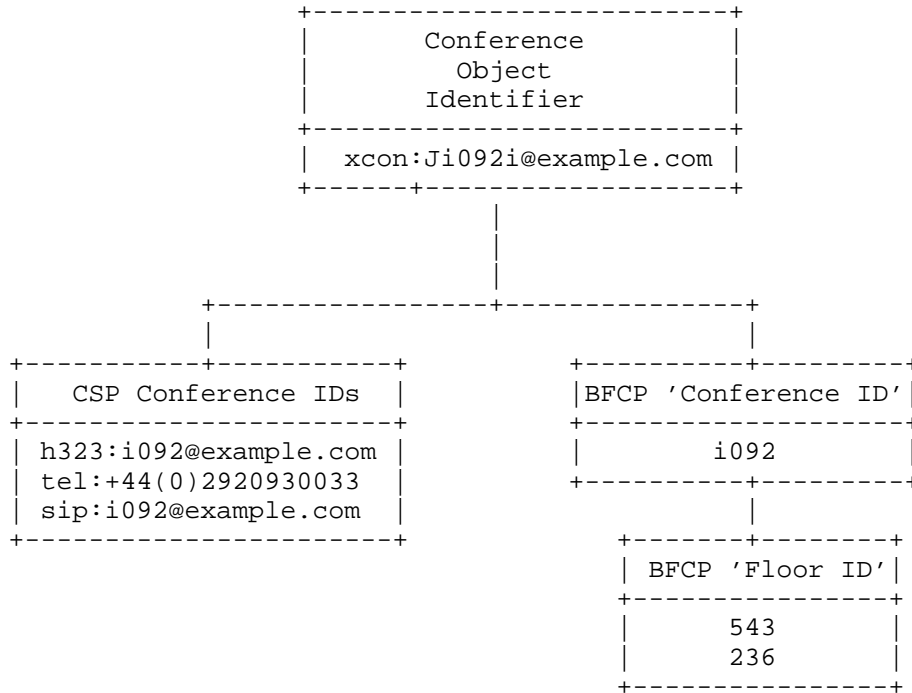 Conference
Object
Identifier
xcon:Ji092i@example.com
CSP Conference IDs
h323:i092@example.com
tel:+44(0)2920930033
sip:i092@example.com
BFCP ’Conference ID’
i092
BFCP ’Floor ID’
543
236